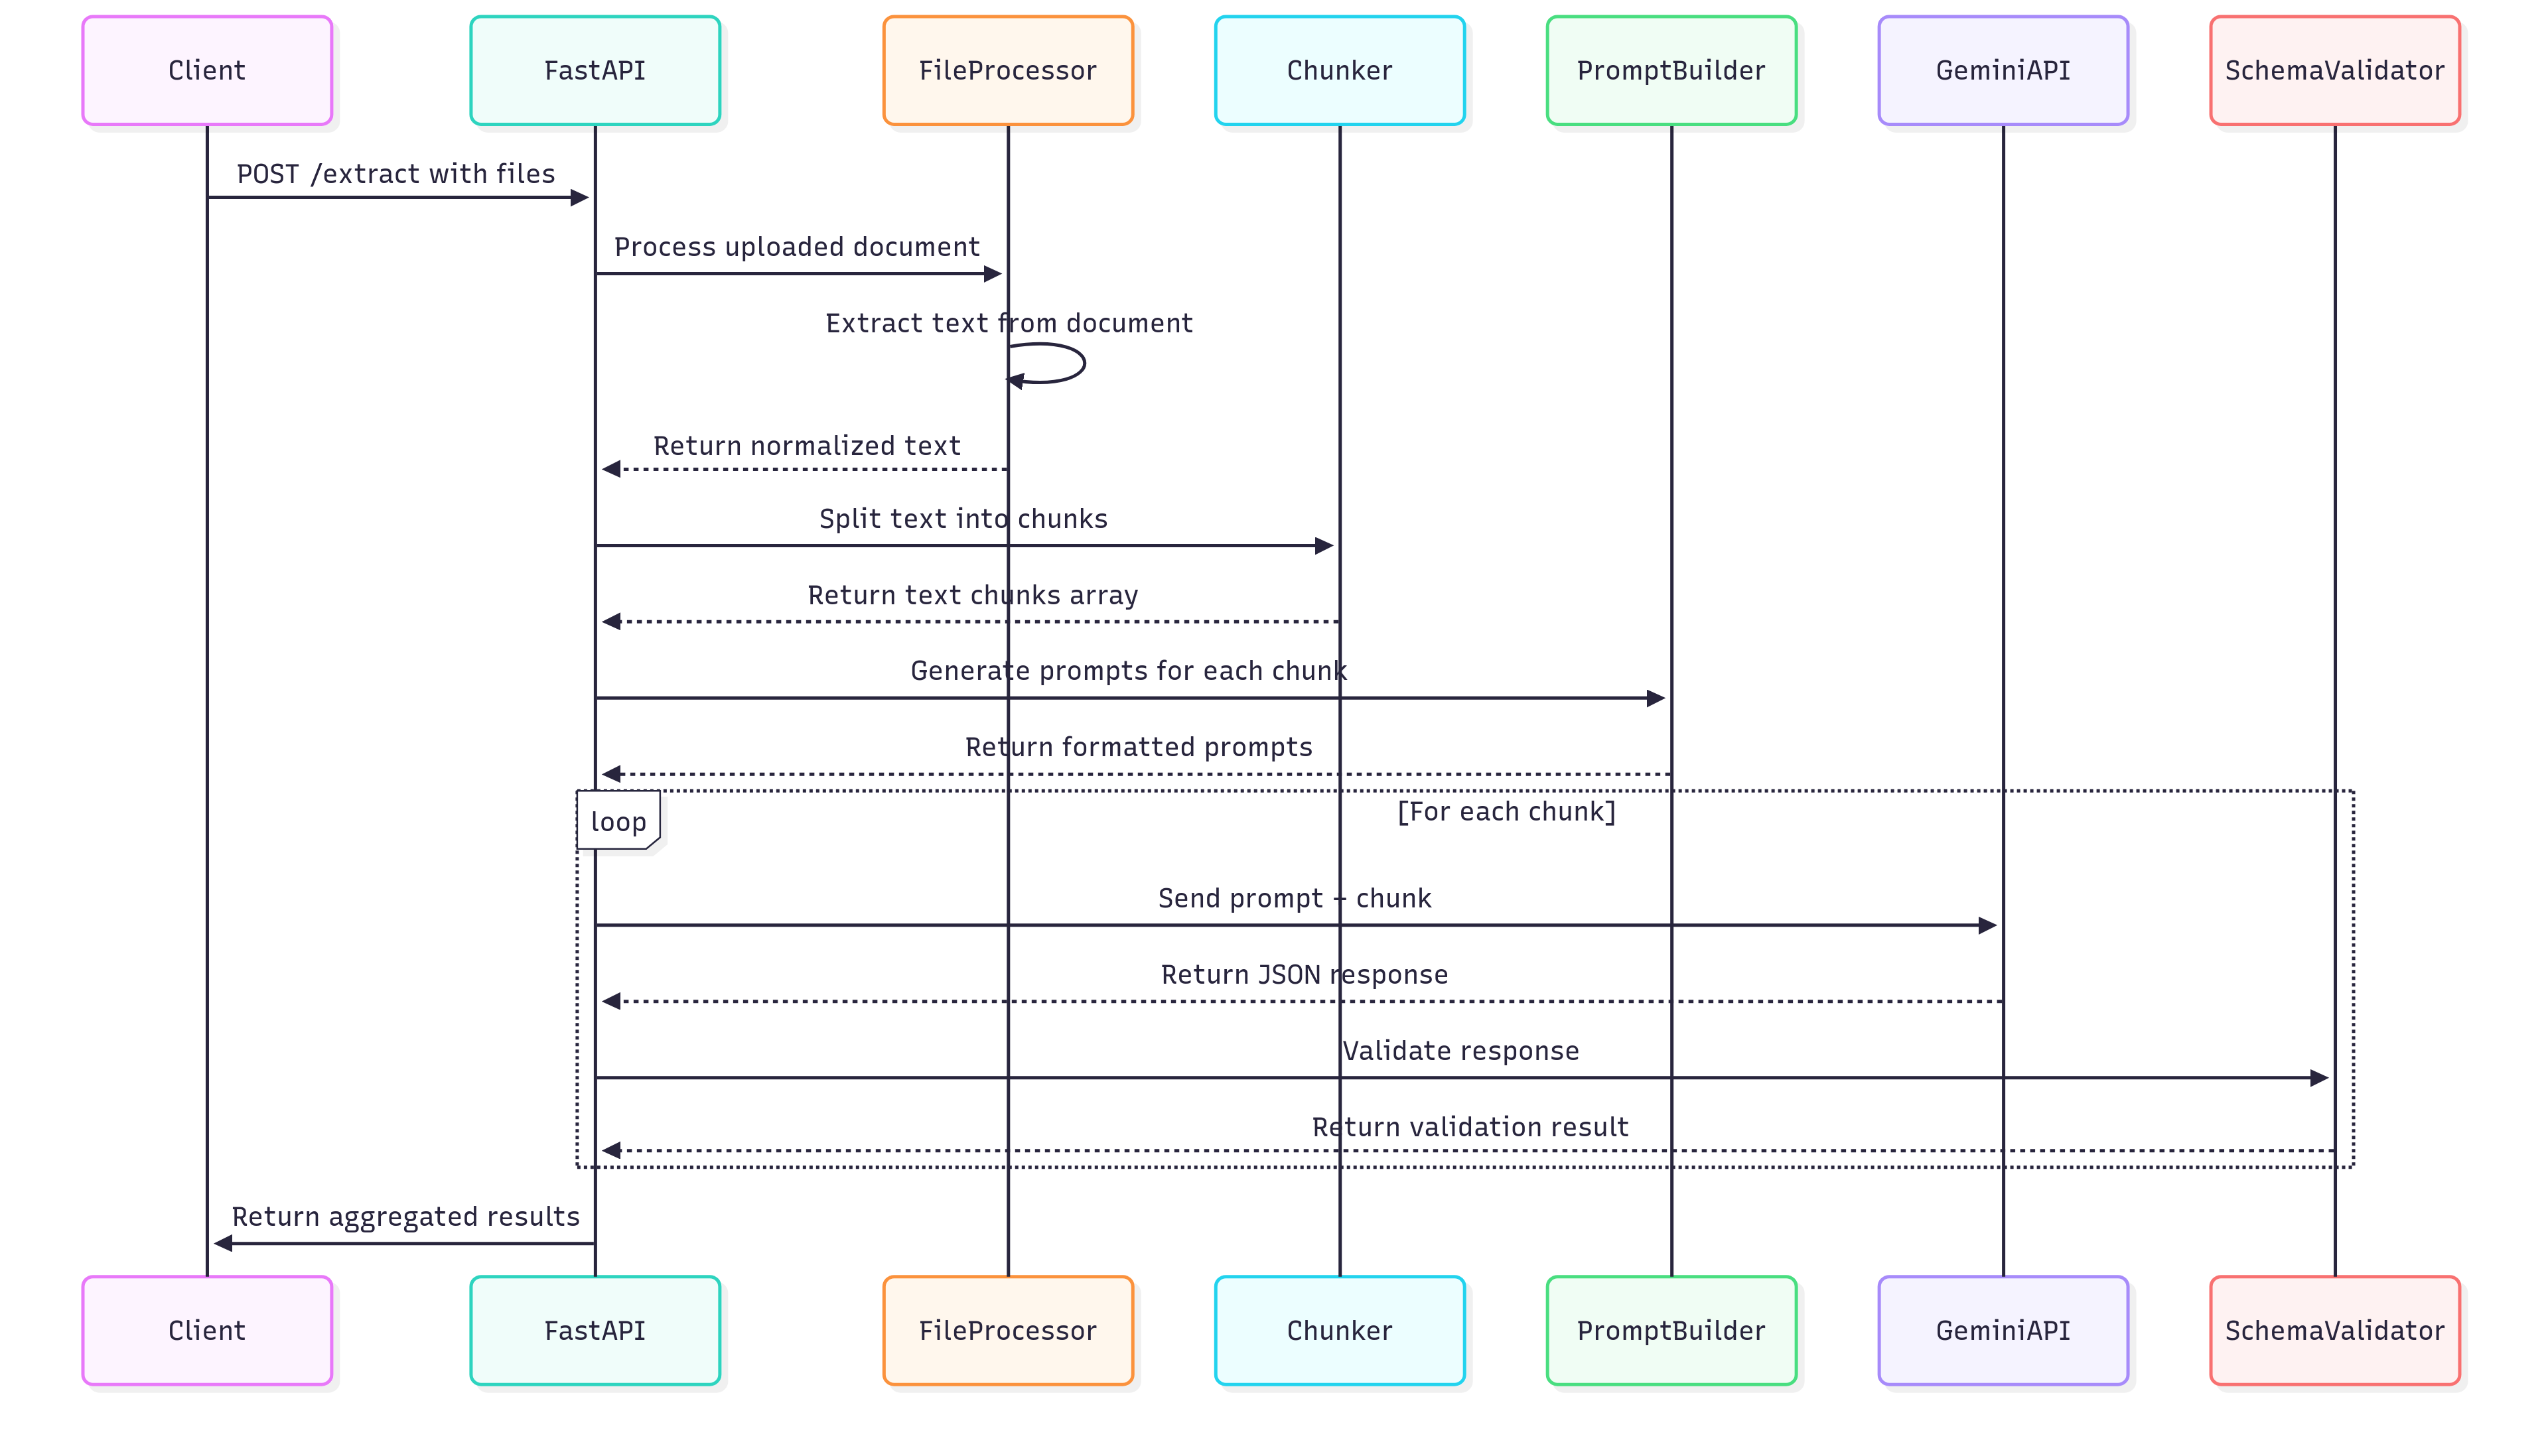 Client
FastAPI
FileProcessor
Chunker
PromptBuilder
GeminiAPI
SchemaValidator
POST /extract with files
Process uploaded document
Extract text from document
Return normalized text
Split text into chunks
Return text chunks array
Generate prompts for each chunk
Return formatted prompts
loop
[For each chunk]
Send prompt + chunk
Return JSON response
Validate response
Return validation result
Return aggregated results
Client
FastAPI
FileProcessor
Chunker
PromptBuilder
GeminiAPI
SchemaValidator